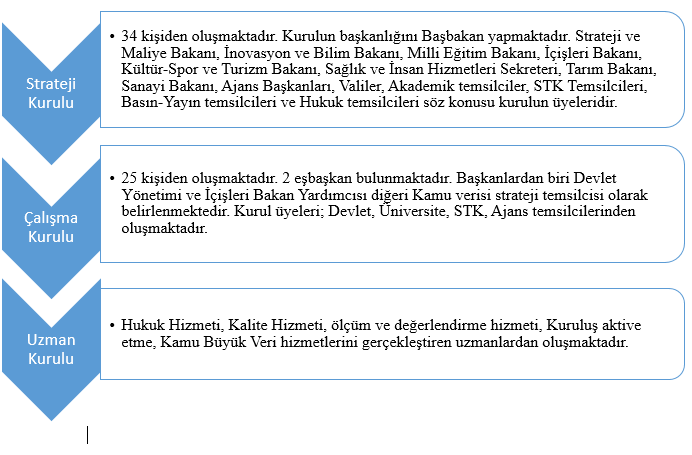 Strateji
Kurulu
• 34 kişiden oluşmaktadır. Kurulun başkanlığını Başbakan yapmaktadır. Strateji ve
Maliye Bakanı, İnovasyon ve Bilim Bakanı, Milli Eğitim Bakanı, İçişleri Bakanı,
Kültür-Spor ve Turizm Bakanı, Sağlık ve İnsan Hizmetleri Sekreteri, Tarım Bakanı,
Sanayi Bakanı, Ajans Başkanları, Valiler, Akademik temsilciler, STK Temsilcileri,
Basın-Yayın temsilcileri ve Hukuk temsilcileri söz konusu kurulun üyeleridir.
Çalışma
Kurulu
• 25 kişiden oluşmaktadır. 2 eşbaşkan bulunmaktadır. Başkanlardan biri Devlet
Yönetimi ve İçişleri Bakan Yardımcısı diğeri Kamu verisi strateji temsilcisi olarak
belirlenmektedir. Kurul üyeleri; Devlet, Üniversite, STK, Ajans temsilcilerinden
oluşmaktadır.
Uzman
Kurulu
• Hukuk Hizmeti, Kalite Hizmeti, ölçüm ve değerlendirme hizmeti, Kuruluş aktive
etme, Kamu Büyük Veri hizmetlerini gerçekleştiren uzmanlardan oluşmaktadır.